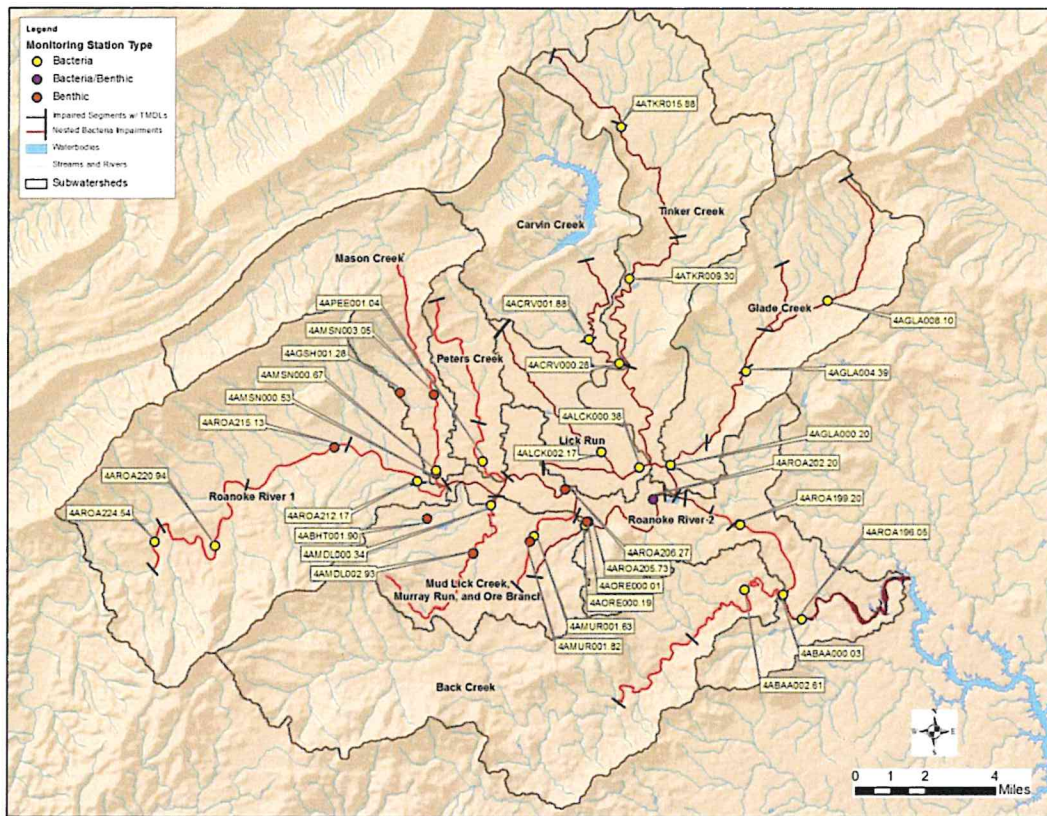 Legend
Monitoring Station Type
Bacteria
Bacteria/Benthic
Benthic
Impaired Segments w/ TMDLs
Nested Bacteria Impairments
Waterbodies
Streams and Rivers
Subwatersheds
4ATKR015.88
Carvin Creek
Tinker Creek
Mason Creek
4ATKR009.30
4APEE001.04
4ACRV001.88
Glade Creek
4AGLA008.10
4AMSN003.05
4AGSH001.28
Peters Creek
4ACRV000.28
4AGLA004.39
4AMSN000.67
4AMSN000.53
4AROA215.13
4ALCK000.38
4AGLA000.20
Lick Run
4ALCK002.17
4AROA202.20
4AROA220.94
Roanoke River 1
4AROA224.54
4AROA212.17
Roanoke River 2
4AROA199.20
4AROA196.05
4ABHT001.90
4AMDL000.34
4AROA206.27
4AROA205.73
4AMDL002.93
Mud Lick Creek,
Murray Run, and Ore Branch
4AORE000.01
4AORE000.19
4AMUR001.63
4AMUR001.82
4ABAA000.03
4ABAA002.61
Back Creek
N
W E
S
0 1 2 4
Miles